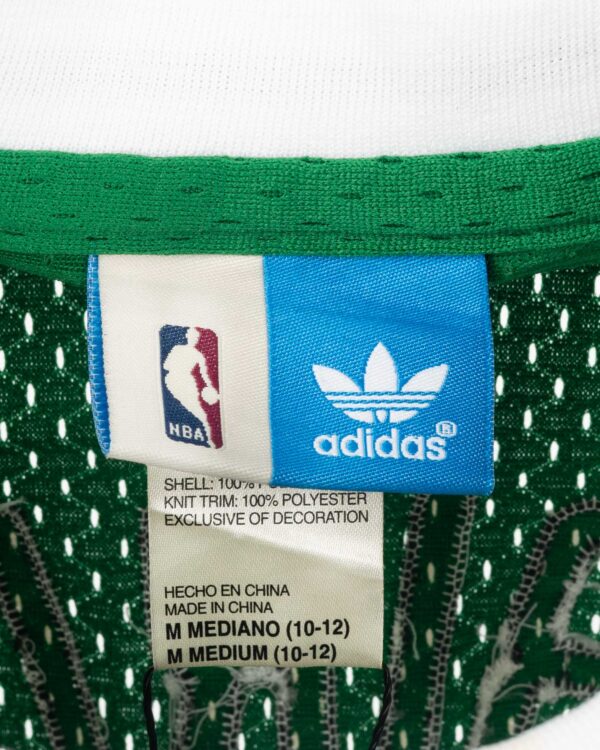 NBA
adidas®
SHELL: 100%
KNIT TRIM: 100% POLYESTER
EXCLUSIVE OF DECORATION
HECHO EN CHINA
MADE IN CHINA
M MEDIANO (10-12)
M MEDIUM (10-12)